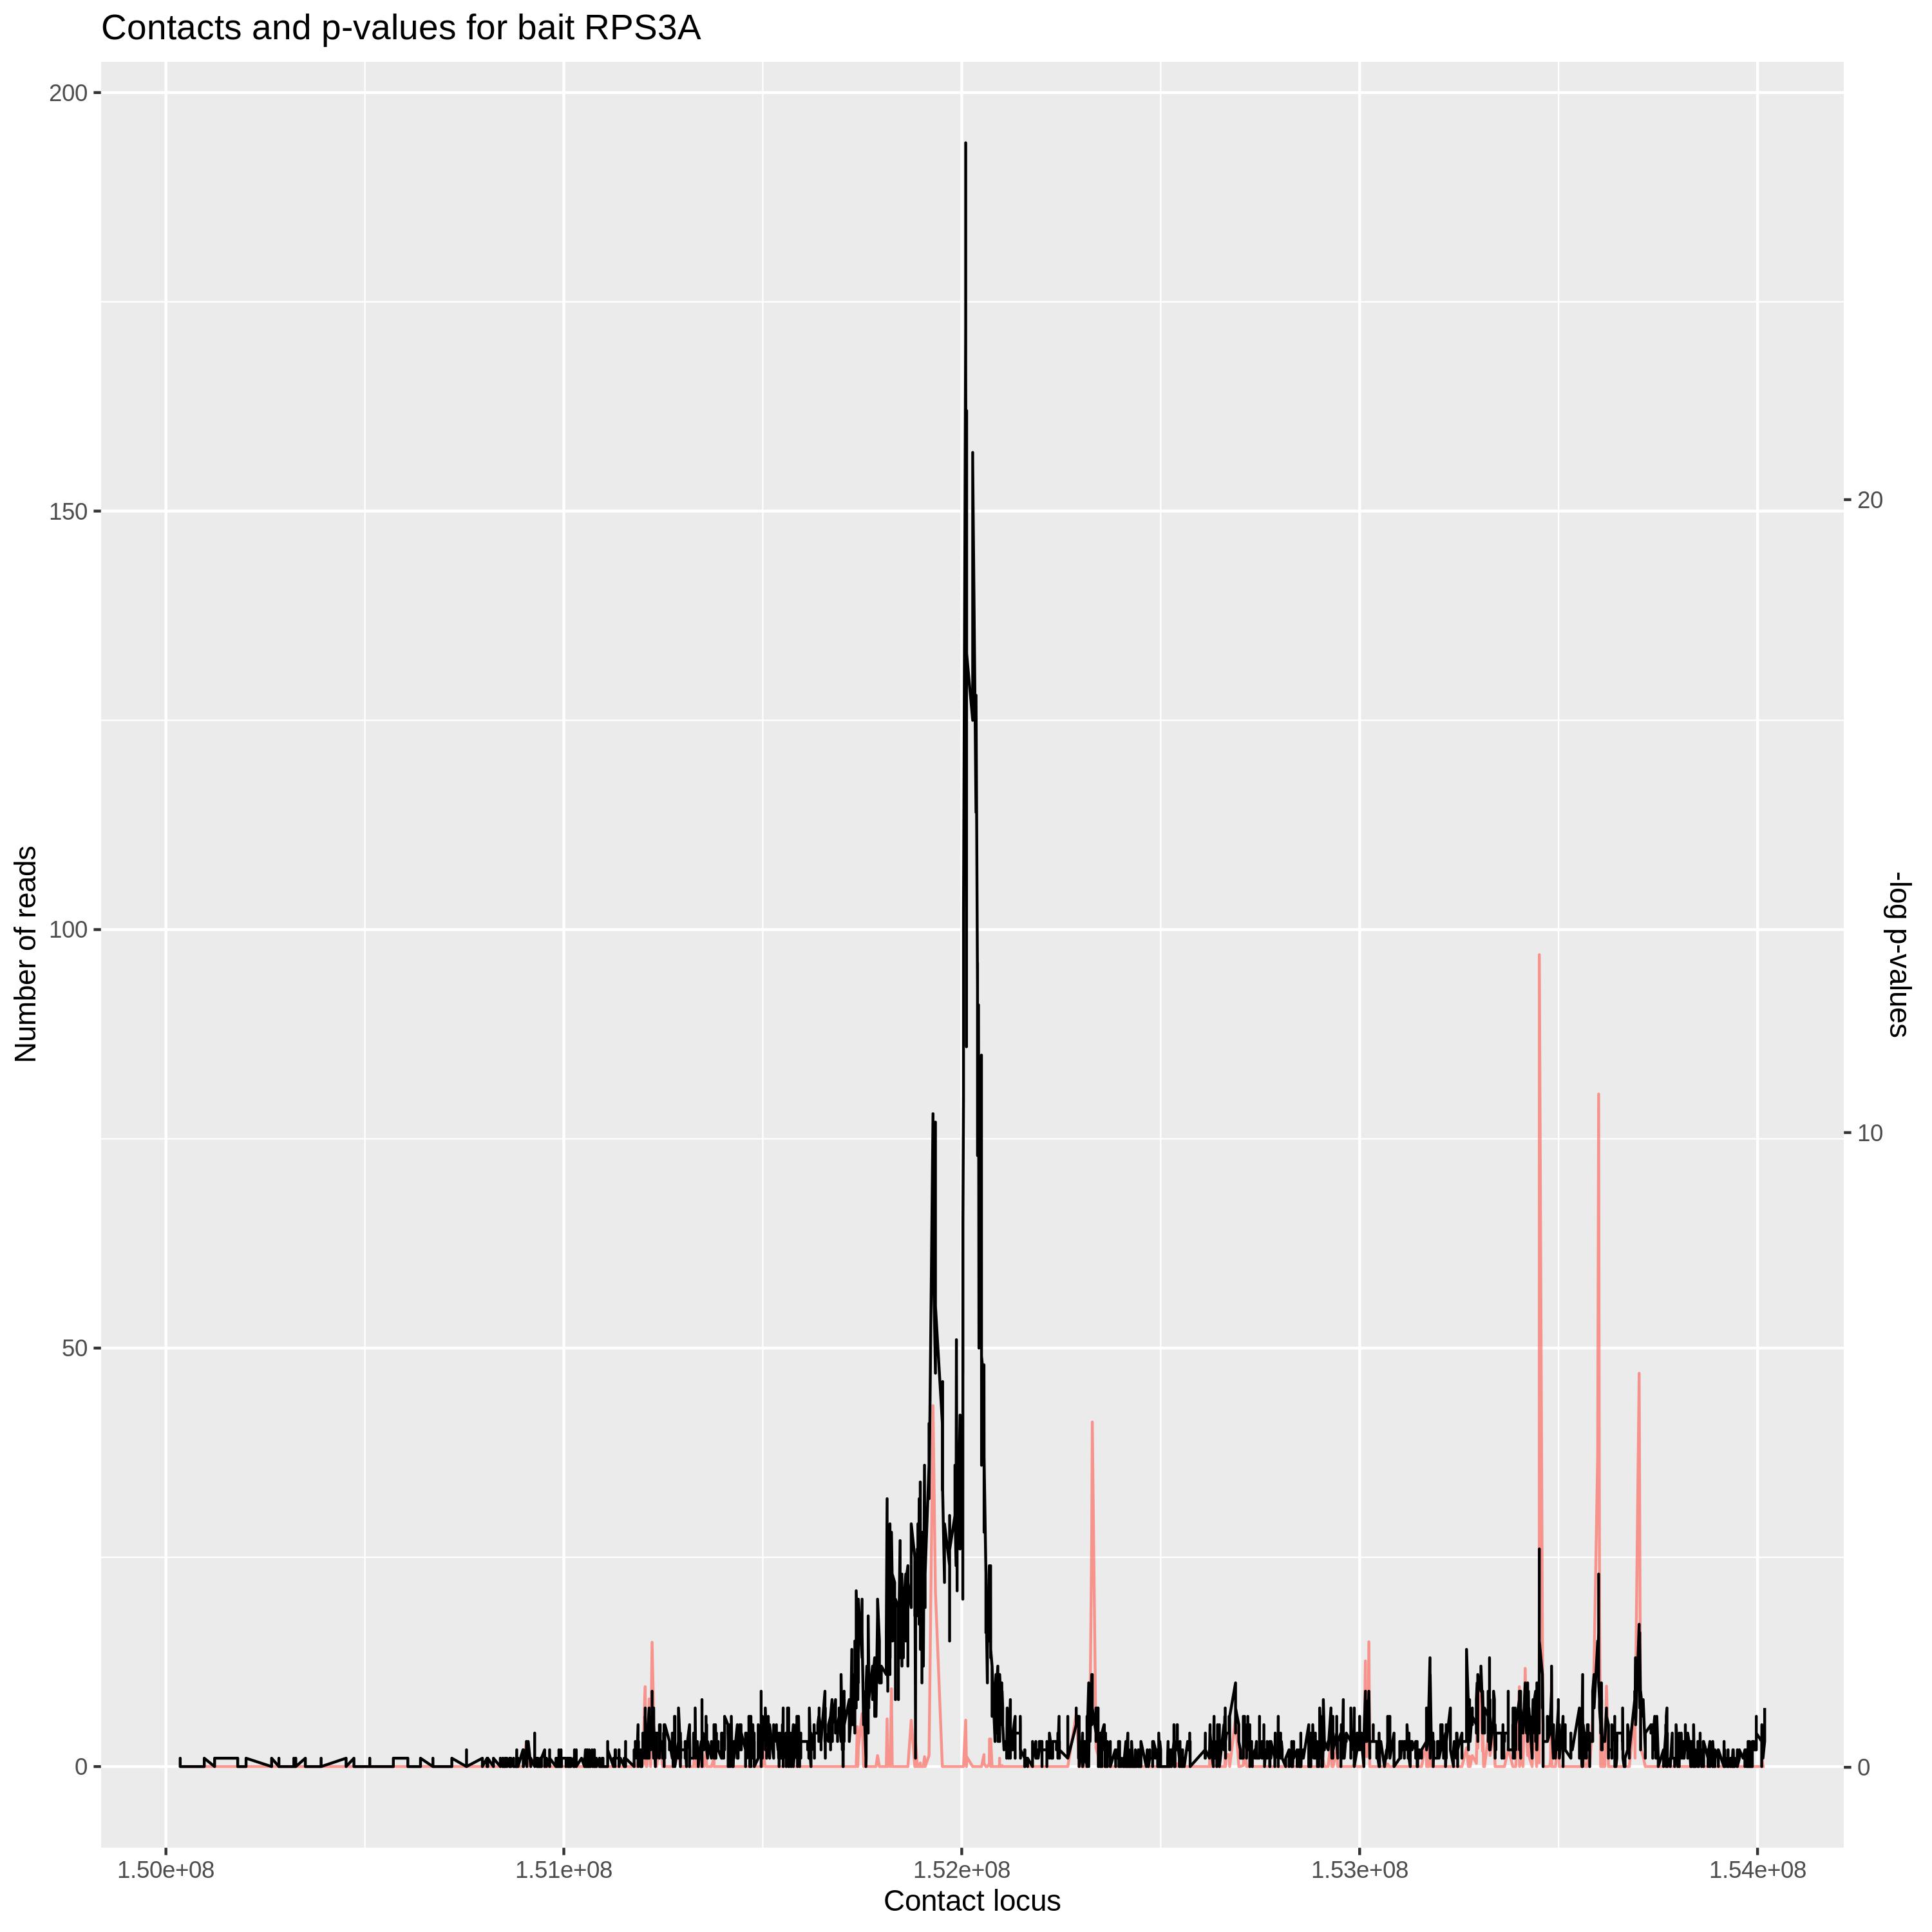 Contacts and p-values for bait RPS3A
200
150
100
50
0
Number of reads
20
10
0
-log p-values
1.50e+08 1.51e+08 1.52e+08 1.53e+08 1.54e+08
Contact locus